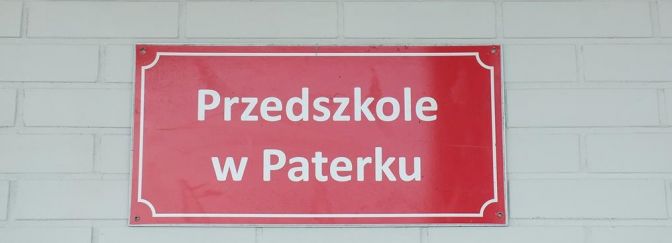 Przedszkole
w Paterku